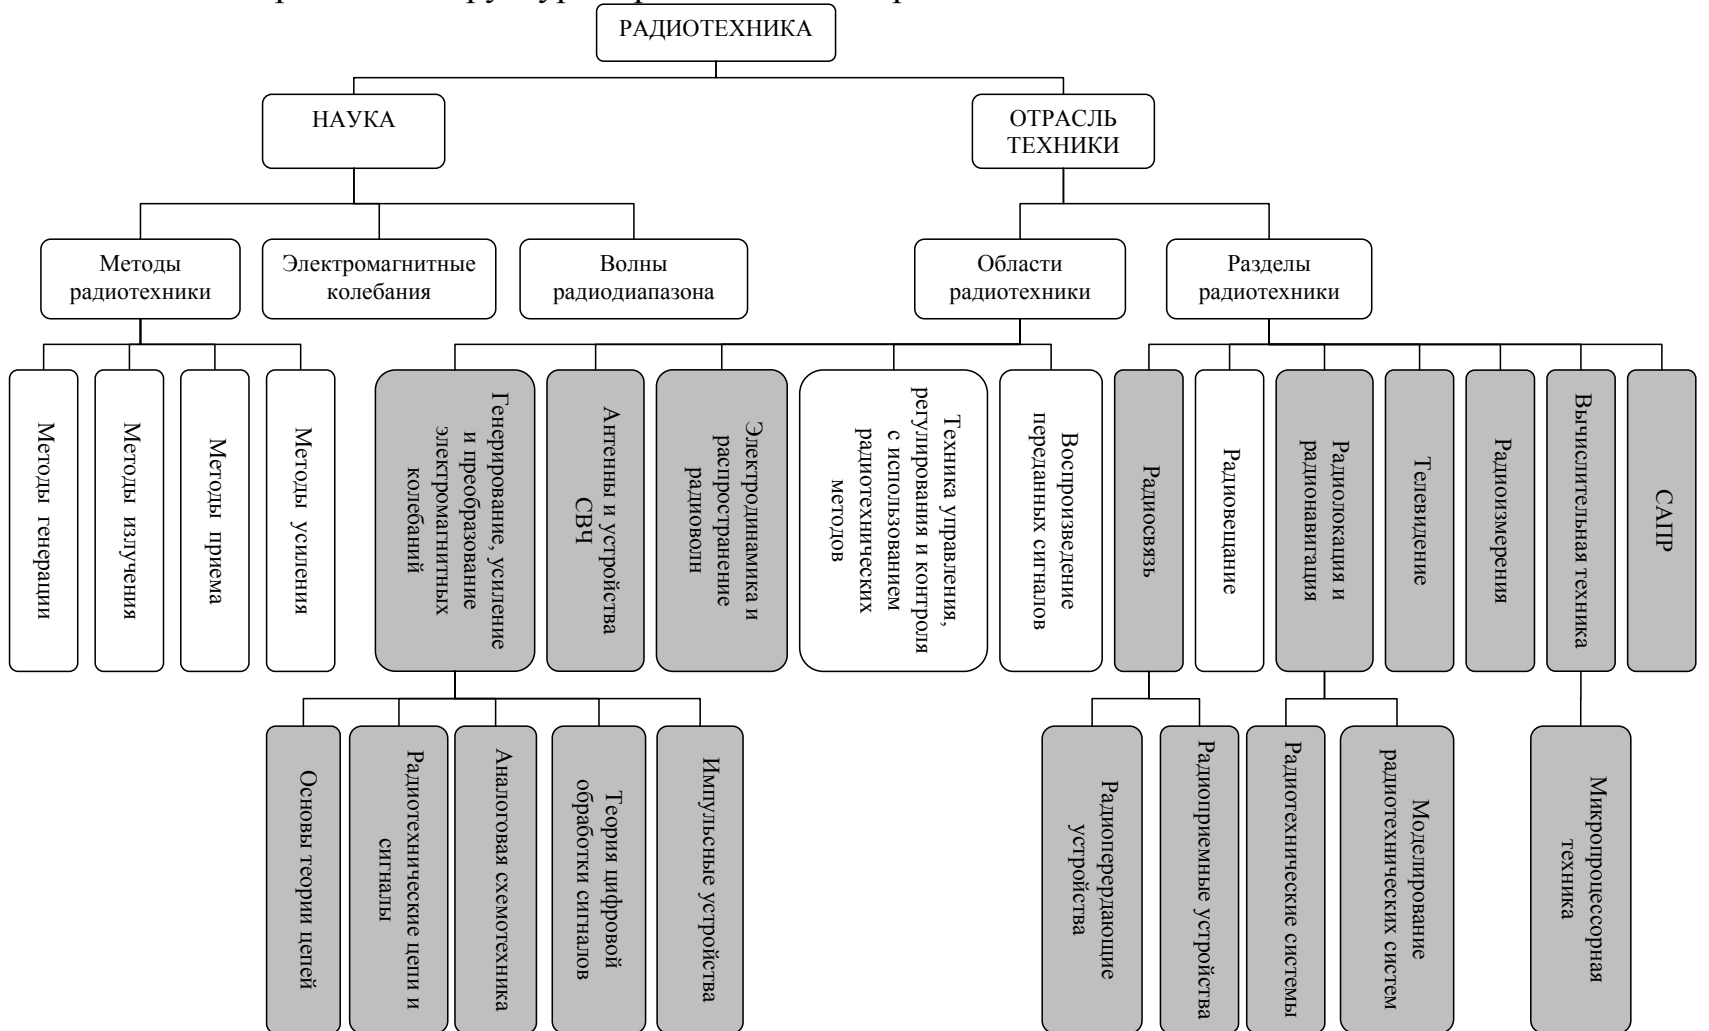 РАДИОТЕХНИКА
НАУКА
ОТРАСЛЬ
ТЕХНИКИ
Методы
радиотехники
Электромагнитные
колебания
Волны
радиодиапазона
Области
радиотехники
Разделы
радиотехники
Методы генерации
Методы излучения
Методы приема
Методы усиления
Генерирование, усиление
и преобразование
электромагнитных
колебаний
Антенны и устройства
СВЧ
Электродинамика и
распространение
радиоволн
Техника управления,
регулирования и контроля
с использованием
радиотехнических
методов
Воспроизведение
переданных сигналов
Радиосвязь
Радиовещание
Радиолокация и
радионавигация
Телевидение
Радиоизмерения
Вычислительная техника
САПР
Основы теории цепей
Радиотехнические цепи и
сигналы
Аналоговая схемотехника
Теория цифровой
обработки сигналов
Импульсные устройства
Радиоперердающие
устройства
Радиоприемные устройства
Радиотехнические системы
Моделирование
радиотехнических систем
Микропроцессорная
техника